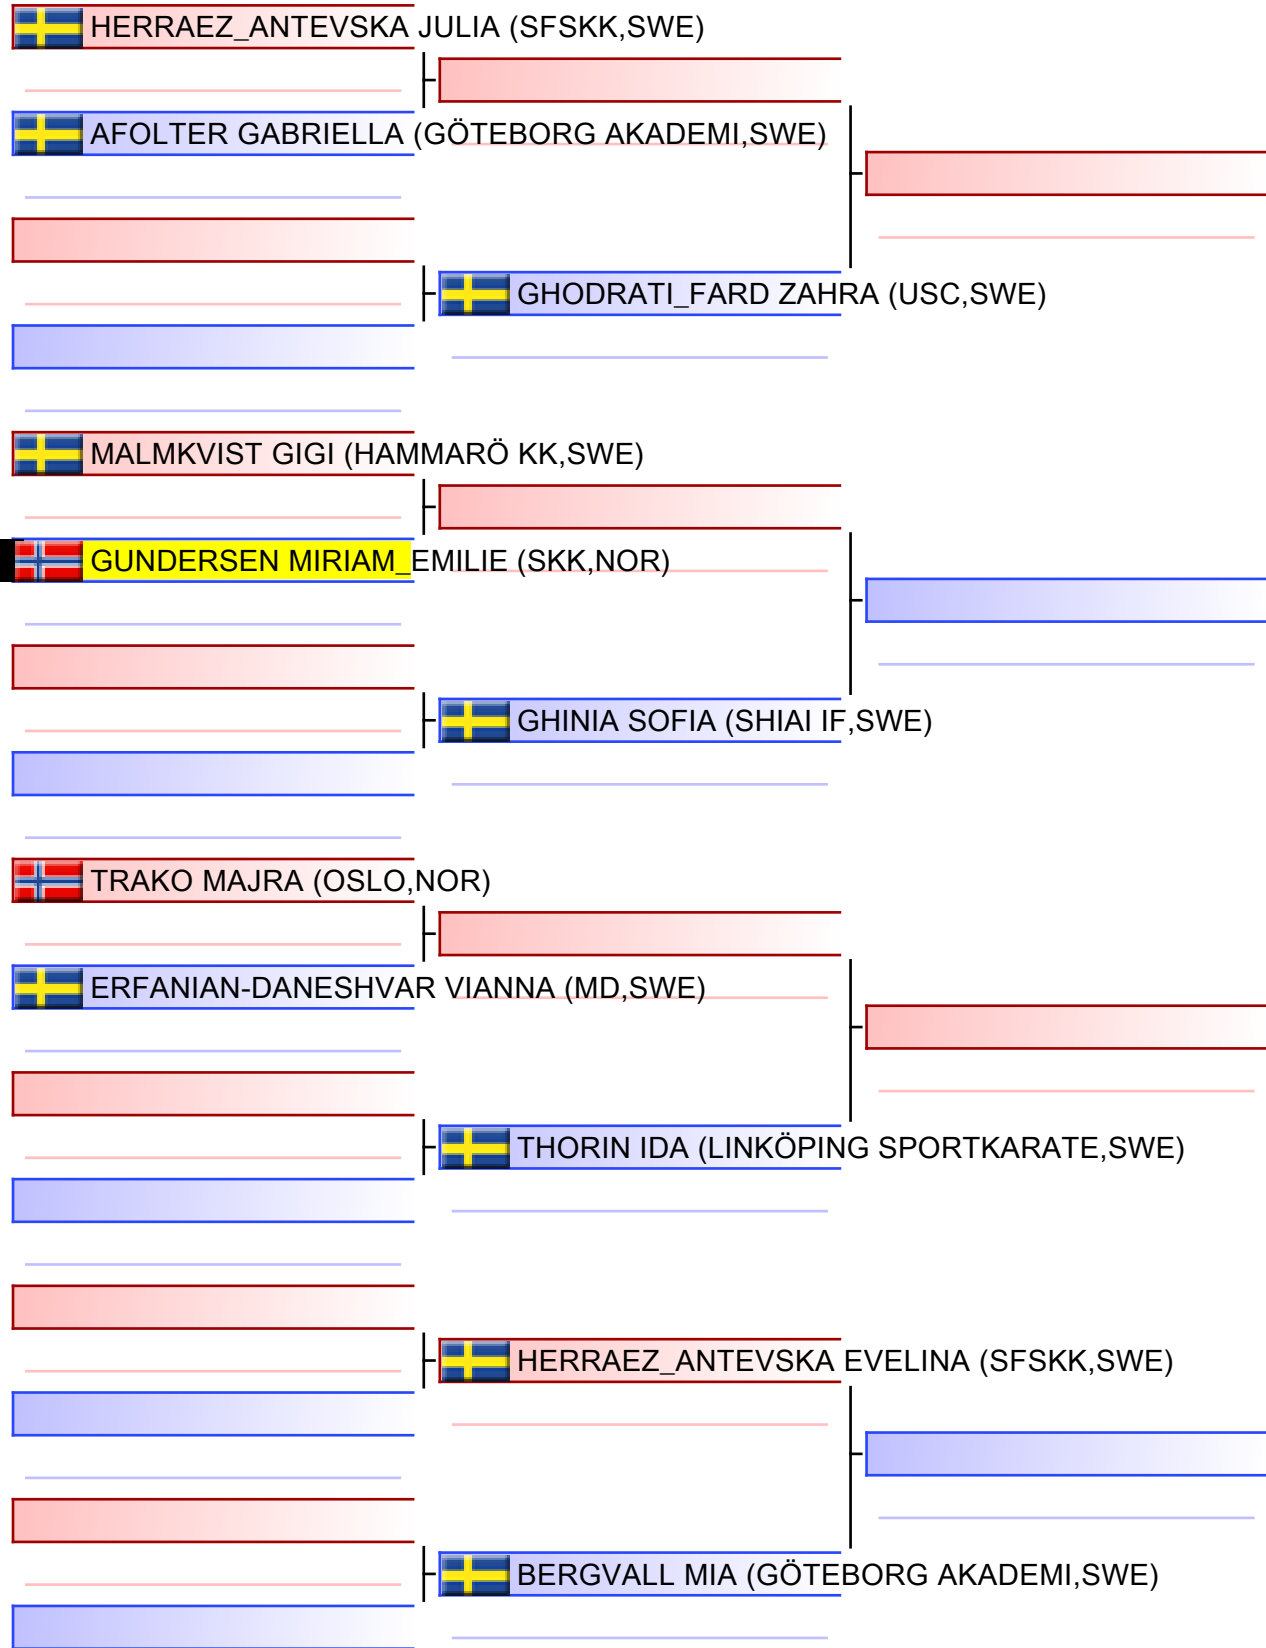 HERRAEZ_ANTEVSKA JULIA (SFSKK,SWE)
AFOLTER GABRIELLA (GÖTEBORG AKADEMI,SWE)
GHODRATI_FARD ZAHRA (USC,SWE)
MALMKVIST GIGI (HAMMARÖ KK,SWE)
GUNDERSEN MIRIAM_EMILIE (SKK,NOR)
GHINIA SOFIA (SHIAI IF,SWE)
TRAKO MAJRA (OSLO,NOR)
ERFANIAN-DANESHVAR VIANNA (MD,SWE)
THORIN IDA (LINKÖPING SPORTKARATE,SWE)
HERRAEZ_ANTEVSKA EVELINA (SFSKK,SWE)
BERGVALL MIA (GÖTEBORG AKADEMI,SWE)